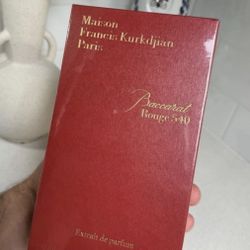 Maison
Francis Kurkdjian
Paris
Baccarat
Rouge 540
Extrait de parfum